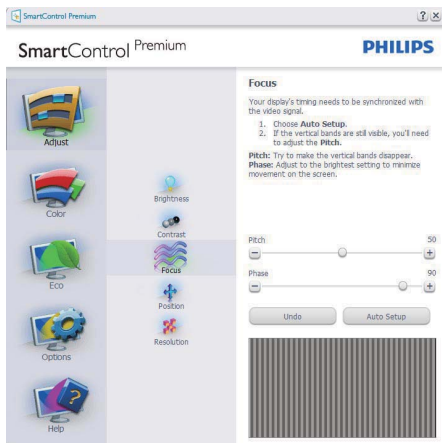 SmartControl Premium
SmartControl Premium
PHILIPS
Adjust
Color
Eco
Options
Help
Brightness
Contrast
Focus
Position
Resolution
Focus
Your display's timing needs to be synchronized with
the video signal.
1. Choose Auto Setup.
2. If the vertical bands are still visible, you'll need
to adjust the Pitch.
Pitch: Try to make the vertical bands disappear.
Phase: Adjust to the brightest setting to minimize
movement on the screen.
Pitch 50
Phase 90
Undo Auto Setup